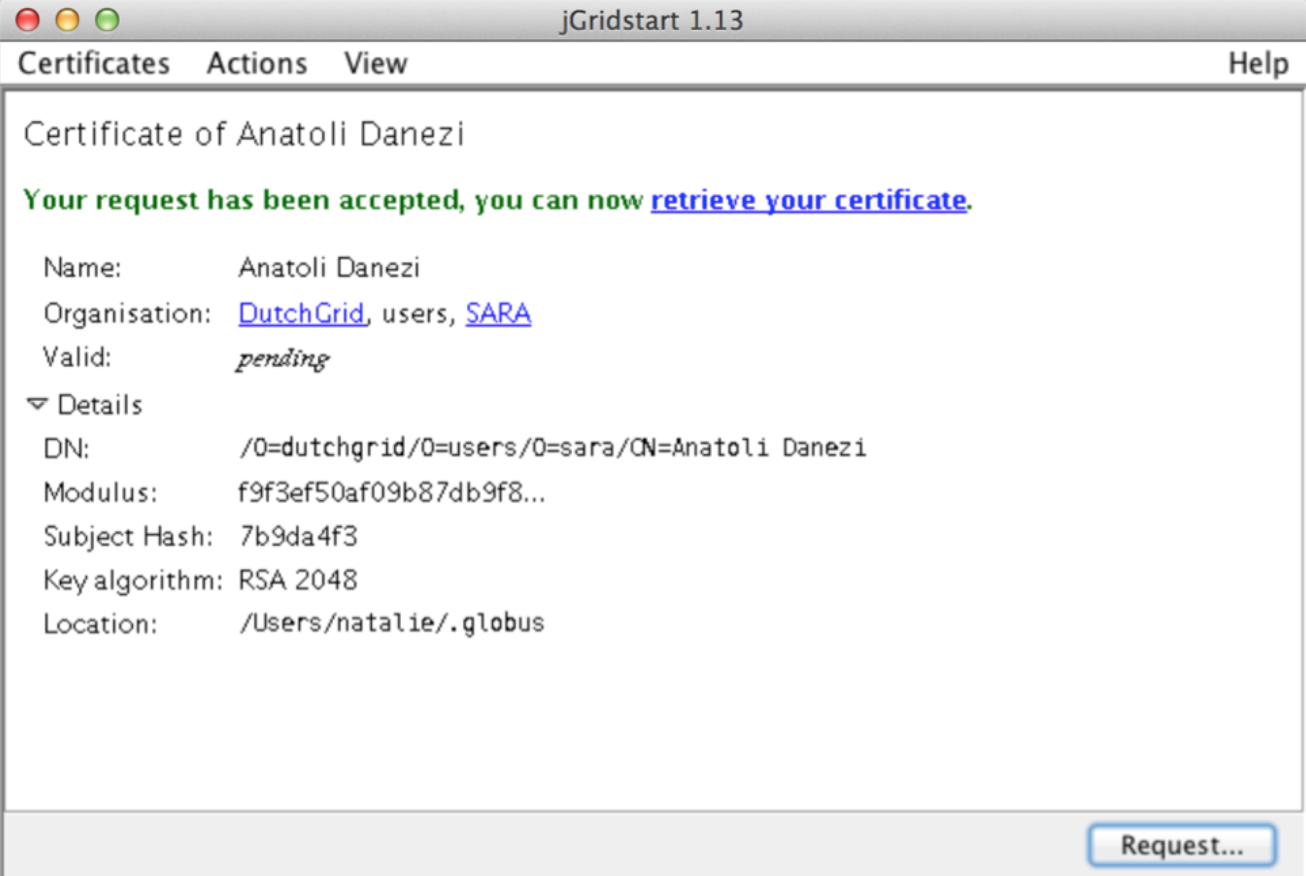 jGridstart 1.13
Certificates Actions View Help
Certificate of Anatoli Danezi
Your request has been accepted, you can now retrieve your certificate.
Name: Anatoli Danezi
Organisation: DutchGrid, users, SARA
Valid: pending
Details
DN: /O=dutchgrid/O=users/O=sara/CN=Anatoli Danezi
Modulus: f9f3ef50af09b87db9f8...
Subject Hash: 7b9da4f3
Key algorithm: RSA 2048
Location: /Users/natalie/.globus
Request...